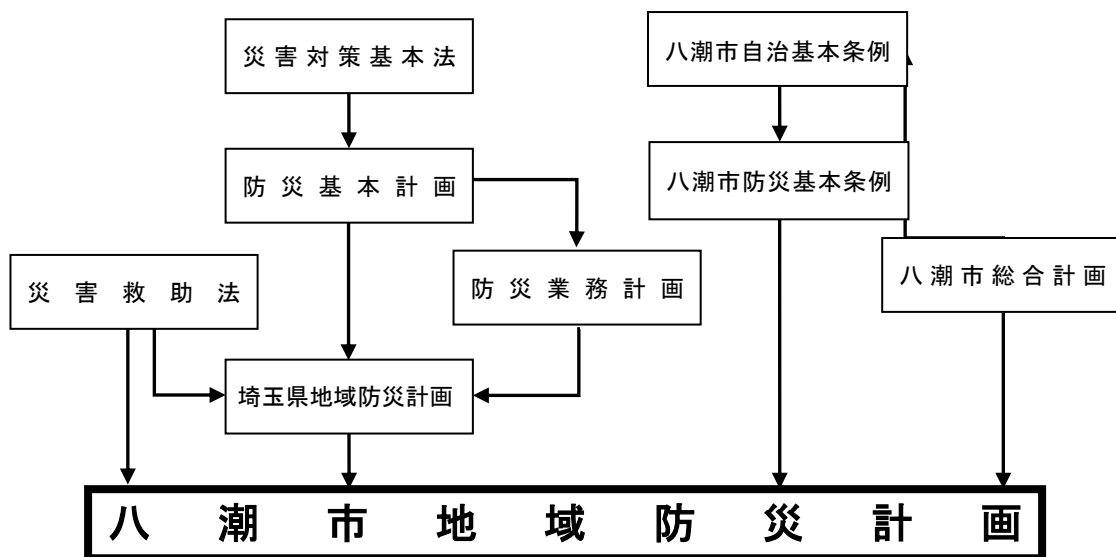 災害対策基本法
八潮市自治基本条例
防災基本計画
八潮市防災基本条例
災害救助法
防災業務計画
八潮市総合計画
埼玉県地域防災計画
八潮市地域防災計画